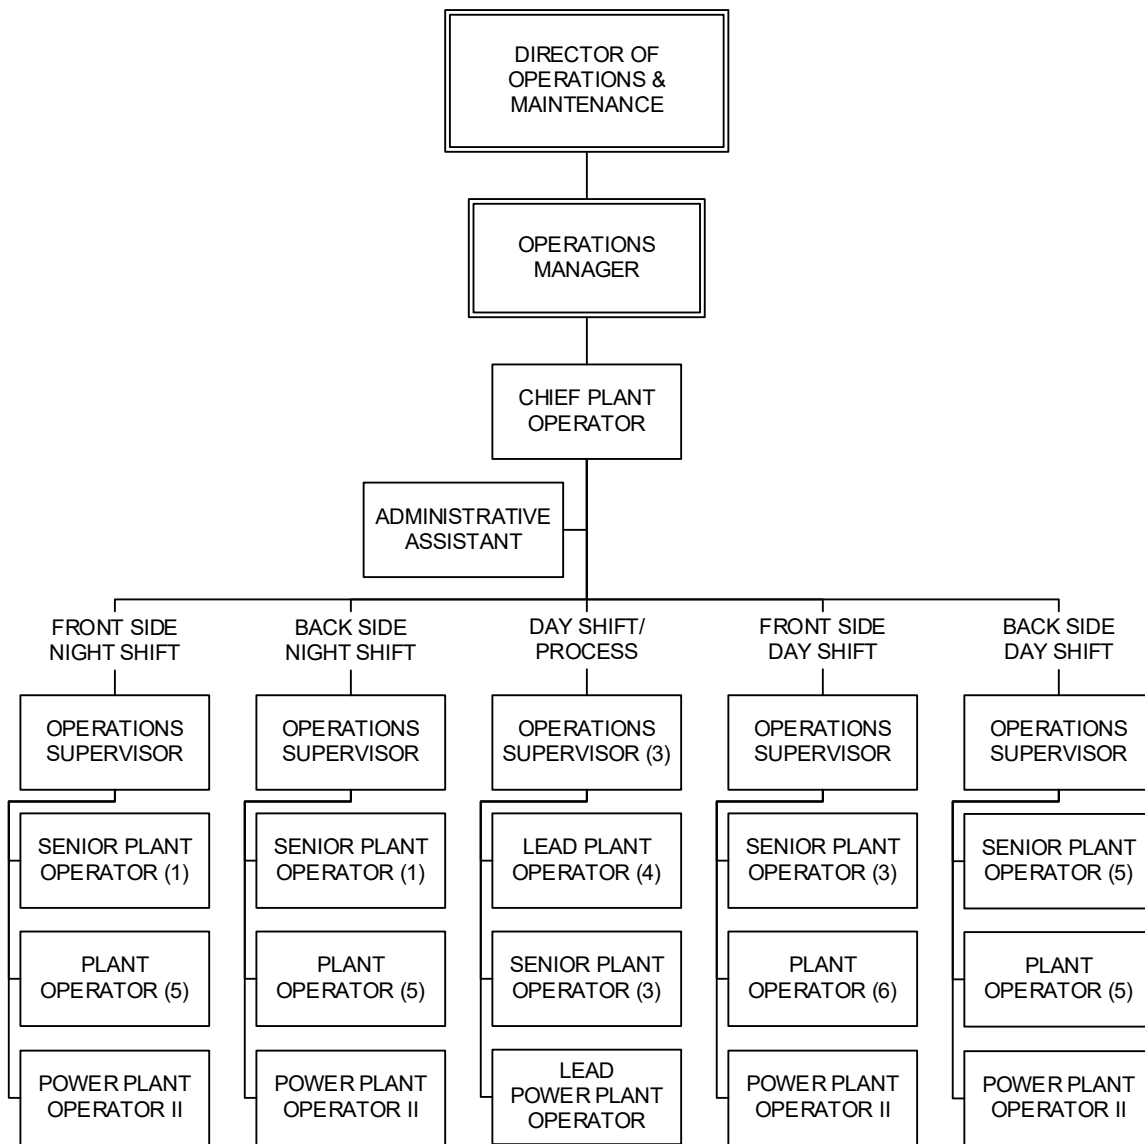 DIRECTOR OF
OPERATIONS &
MAINTENANCE
OPERATIONS
MANAGER
CHIEF PLANT
OPERATOR
ADMINISTRATIVE
ASSISTANT
FRONT SIDE
NIGHT SHIFT
BACK SIDE
NIGHT SHIFT
DAY SHIFT/
PROCESS
FRONT SIDE
DAY SHIFT
BACK SIDE
DAY SHIFT
OPERATIONS
SUPERVISOR
OPERATIONS
SUPERVISOR
OPERATIONS
SUPERVISOR (3)
OPERATIONS
SUPERVISOR
OPERATIONS
SUPERVISOR
SENIOR PLANT
OPERATOR (1)
SENIOR PLANT
OPERATOR (1)
LEAD PLANT
OPERATOR (4)
SENIOR PLANT
OPERATOR (3)
SENIOR PLANT
OPERATOR (5)
PLANT
OPERATOR (5)
PLANT
OPERATOR (5)
SENIOR PLANT
OPERATOR (3)
PLANT
OPERATOR (6)
PLANT
OPERATOR (5)
POWER PLANT
OPERATOR II
POWER PLANT
OPERATOR II
LEAD
POWER PLANT
OPERATOR
POWER PLANT
OPERATOR II
POWER PLANT
OPERATOR II